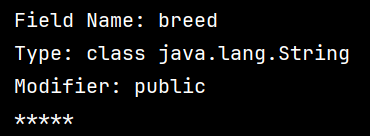 Field Name: breed
Type: class java.lang.String
Modifier: public
*****